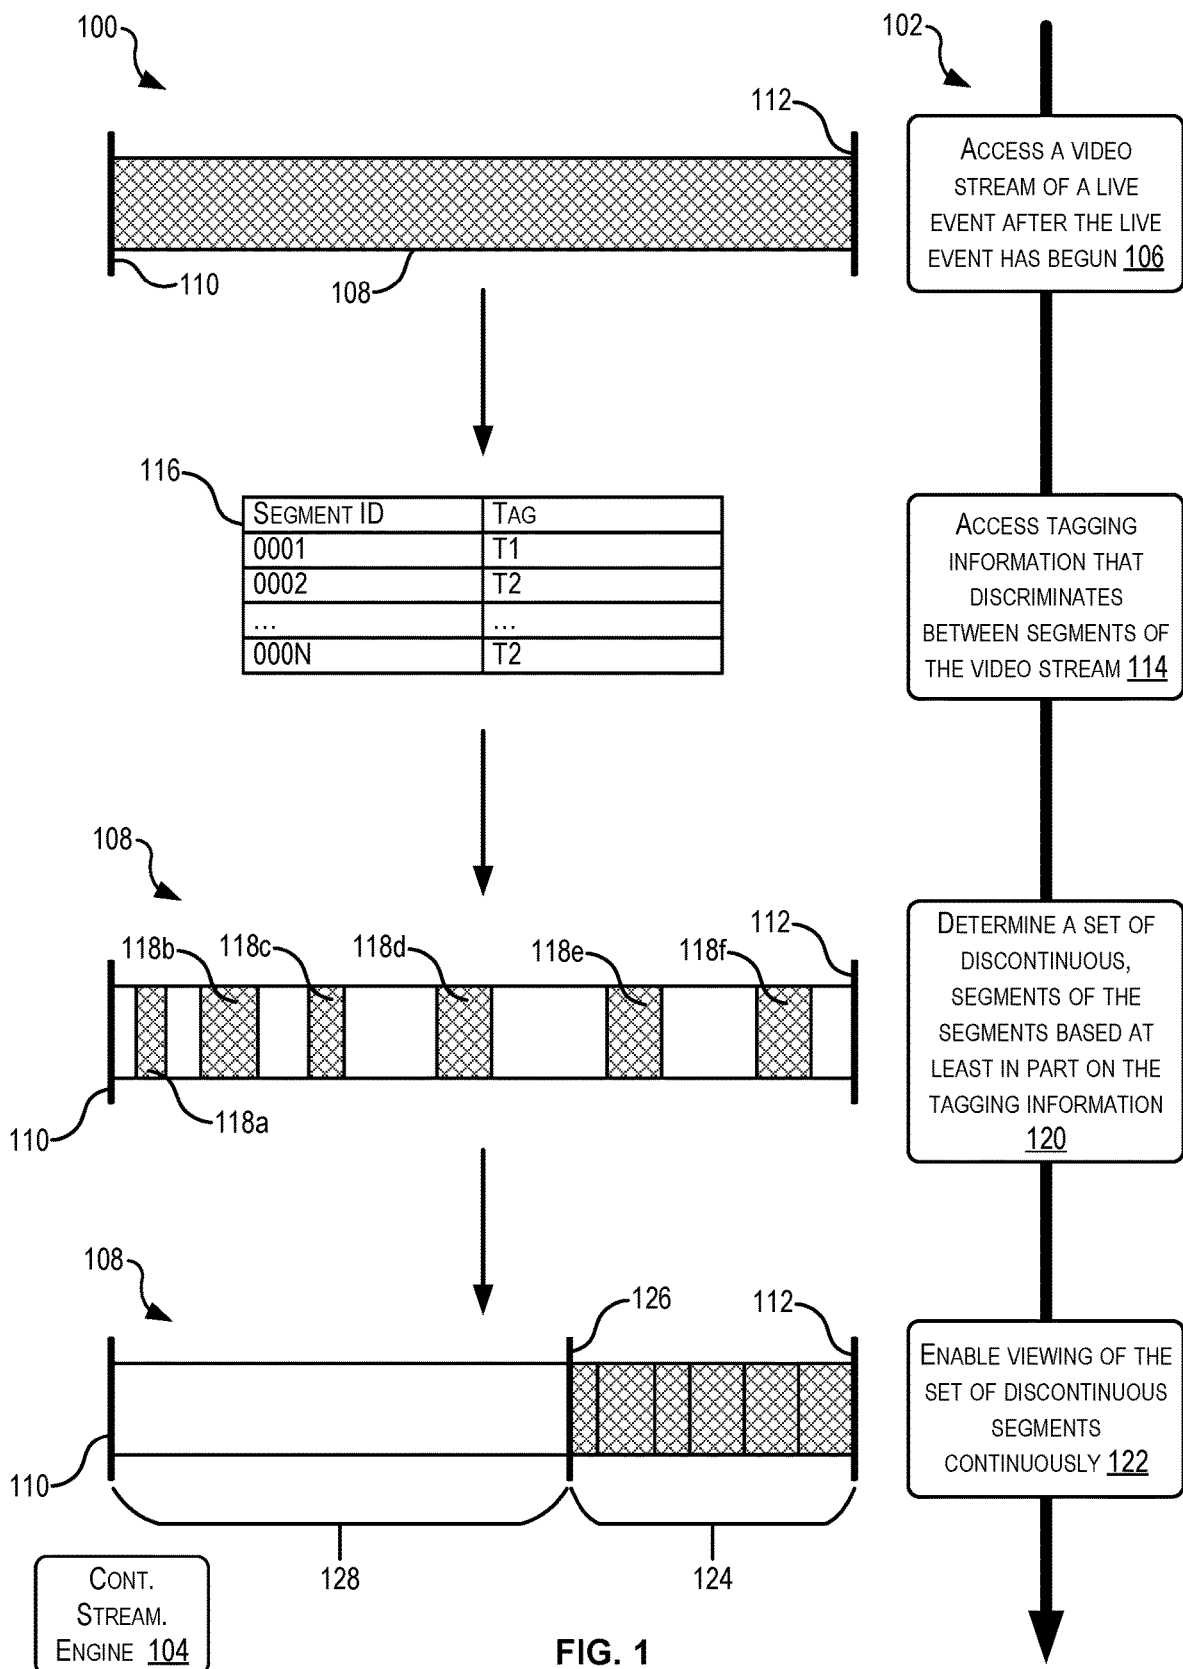 100
102
112
ACCESS A VIDEO
STREAM OF A LIVE
EVENT AFTER THE LIVE
EVENT HAS BEGUN 106
110
108
116
SEGMENT ID TAG
0001 T1
0002 T2
... ...
000N T2
ACCESS TAGGING
INFORMATION THAT
DISCRIMINATES
BETWEEN SEGMENTS OF
THE VIDEO STREAM 114
108
118b 118c 118d 118e 118f 112
110
118a
DETERMINE A SET OF
DISCONTINUOUS,
SEGMENTS OF THE
SEGMENTS BASED AT
LEAST IN PART ON THE
TAGGING INFORMATION
120
108
126
112
110
ENABLE VIEWING OF THE
SET OF DISCONTINUOUS
SEGMENTS
CONTINUOUSLY 122
128
124
CONT.
STREAM.
ENGINE 104
FIG. 1